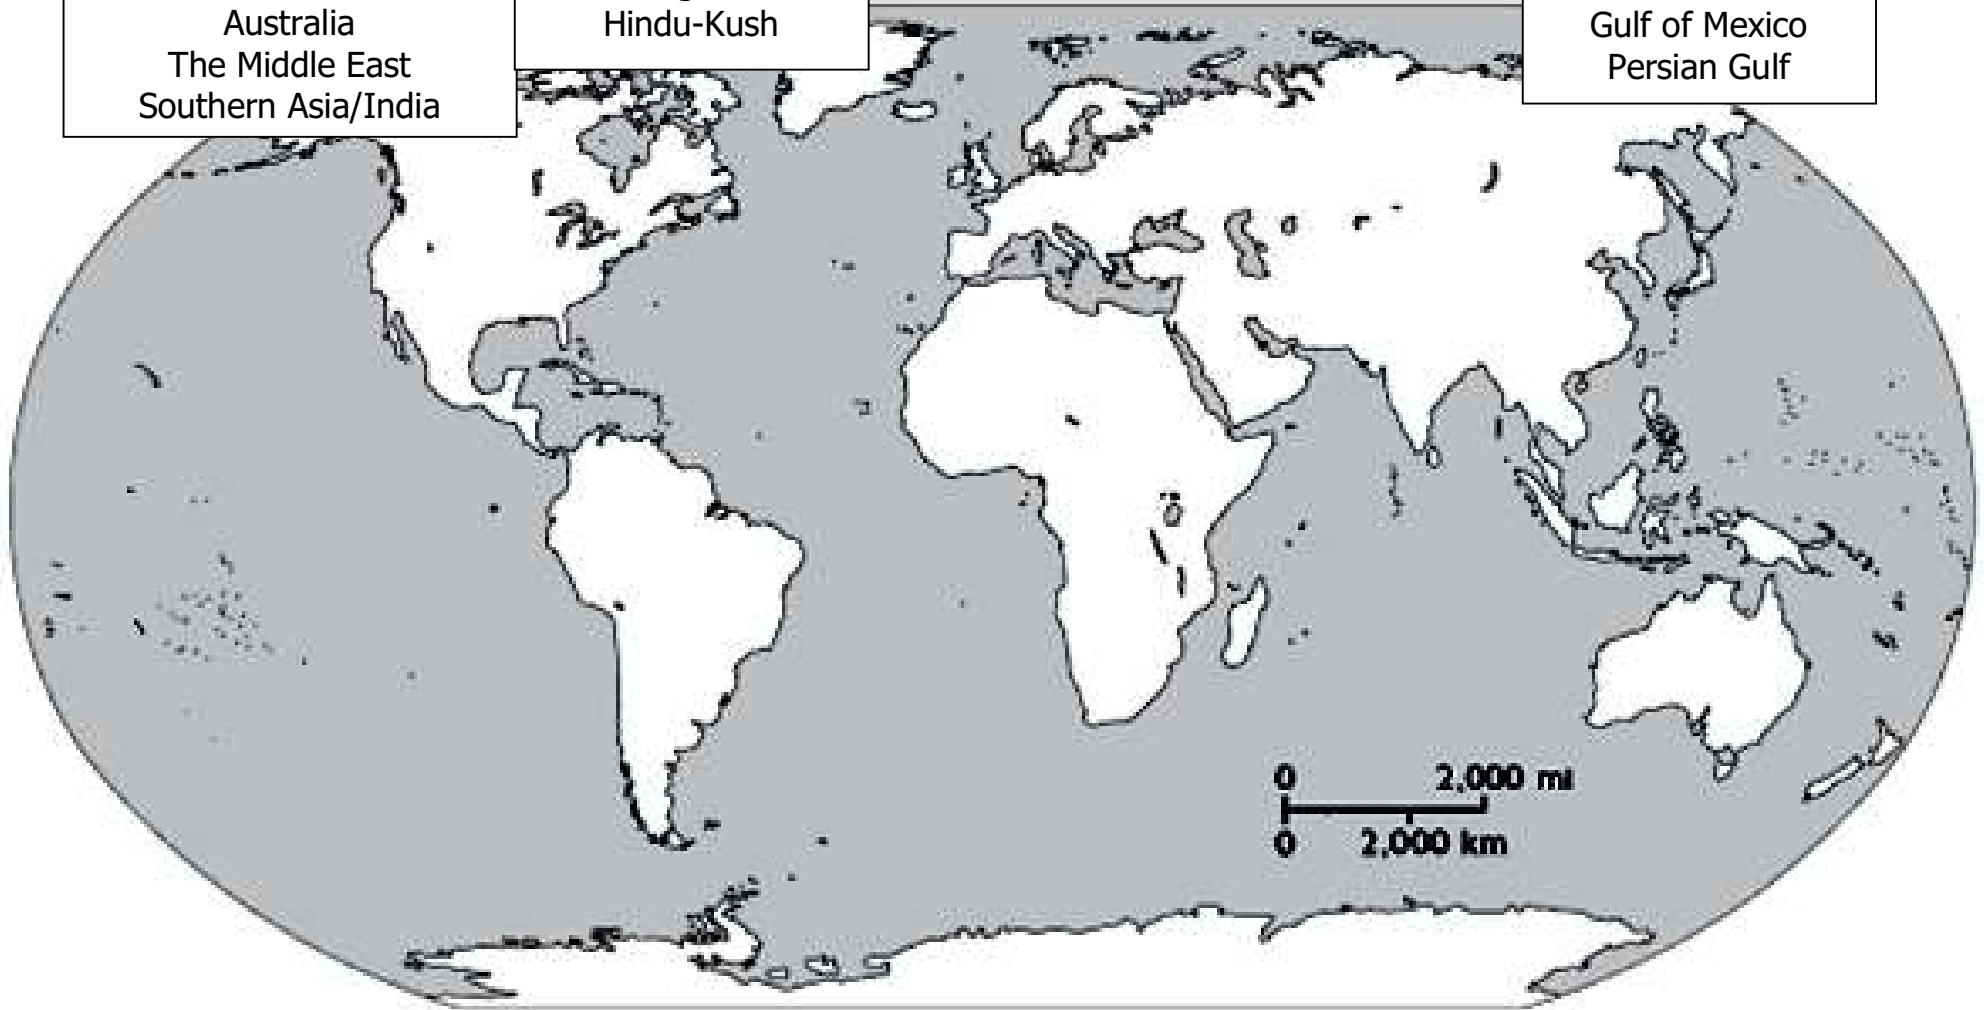 Australia
The Middle East
Southern Asia/India
Hindu-Kush
Gulf of Mexico
Persian Gulf
0 2,000 mi
0 2,000 km